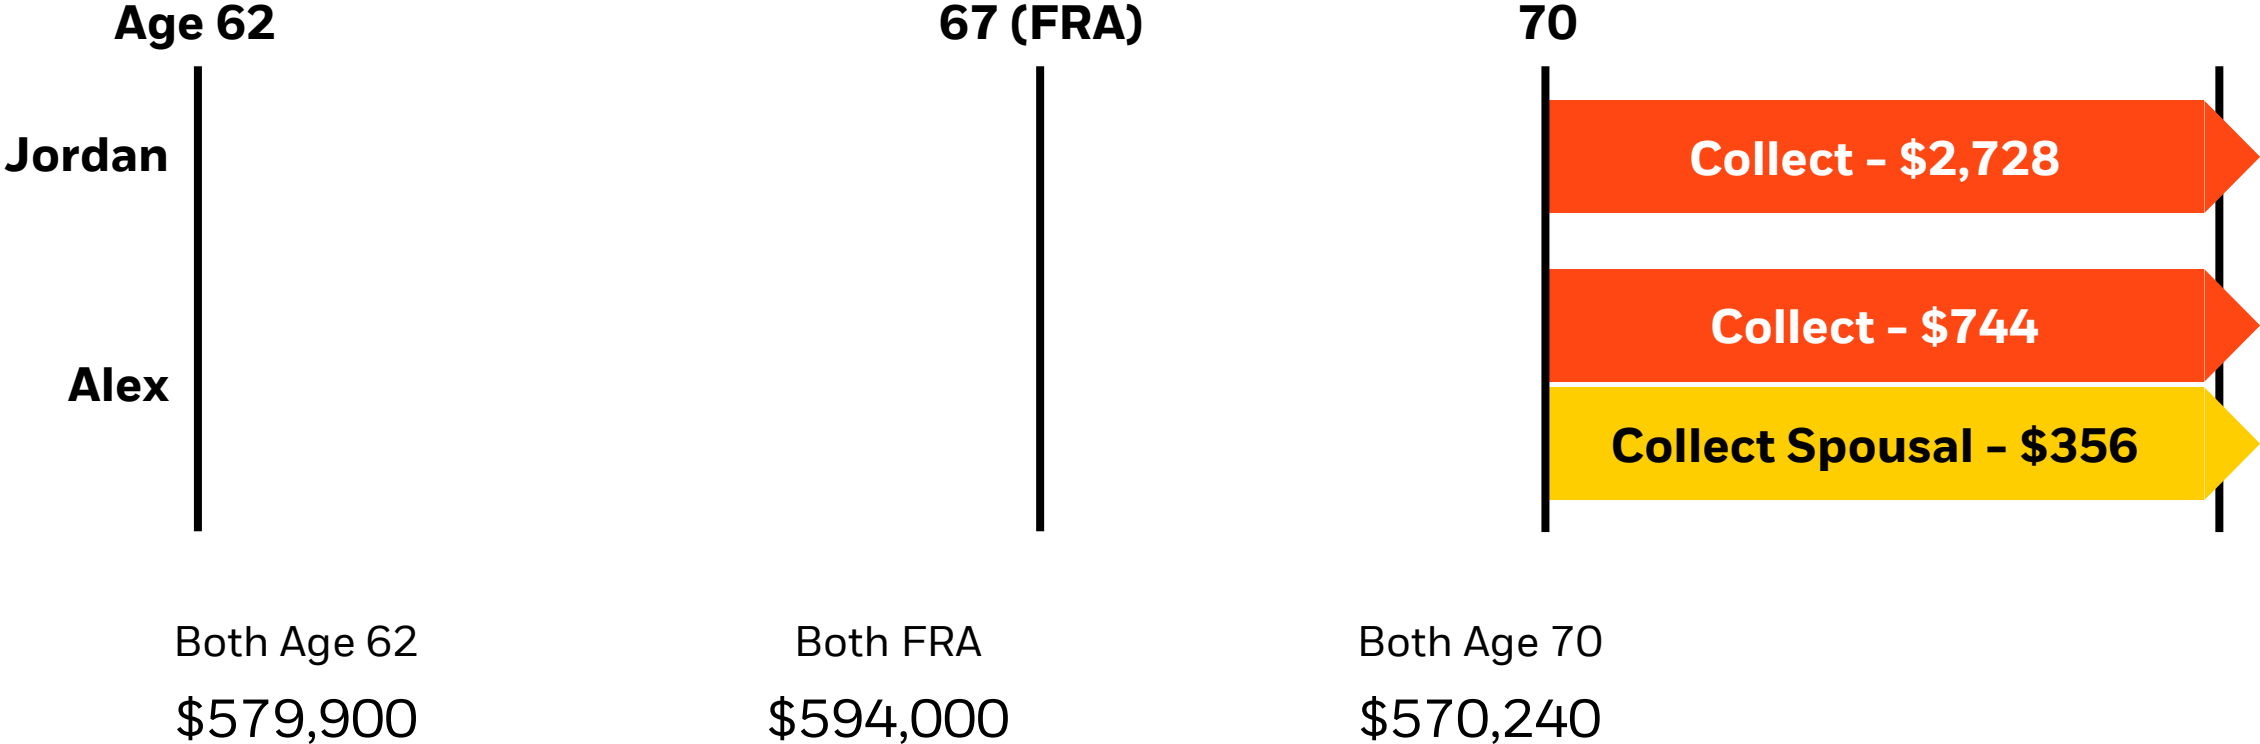 Age 62
67 (FRA)
70
Jordan
Collect - $2,728
Collect - $744
Alex
Collect Spousal - $356
Both Age 62
Both FRA
Both Age 70
$579,900
$594,000
$570,240